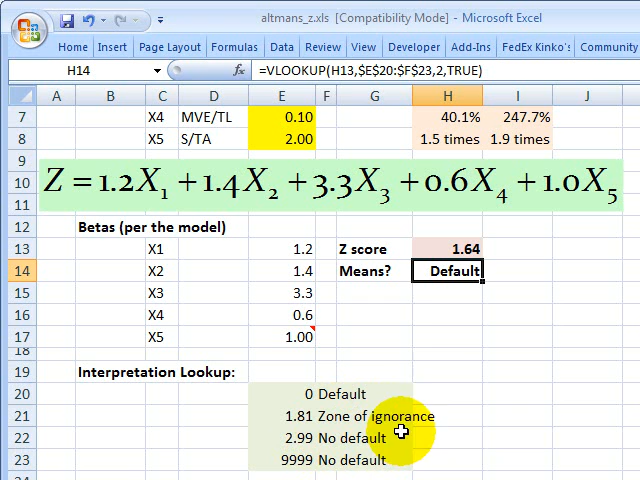 altmans_z.xls [Compatibility Mode] - Microsoft Excel
Home Insert Page Layout Formulas Data Review View Developer Add-Ins FedEx Kinko's Community
H14 fx =VLOOKUP(H13,$E$20:$F$23,2,TRUE)
A B C D E F G H I J
7 X4 MVE/TL 0.10 40.1% 247.7%
8 X5 S/TA 2.00 1.5 times 1.9 times
9
10 Z = 1.2X₁ + 1.4X₂ + 3.3X₃ + 0.6X₄ + 1.0X₅
11
12 Betas (per the model)
13 X1 1.2 Z score 1.64
14 X2 1.4 Means? Default
15 X3 3.3
16 X4 0.6
17 X5 1.00
18
19 Interpretation Lookup:
20 0 Default
21 1.81 Zone of ignorance
22 2.99 No default
23 9999 No default
24